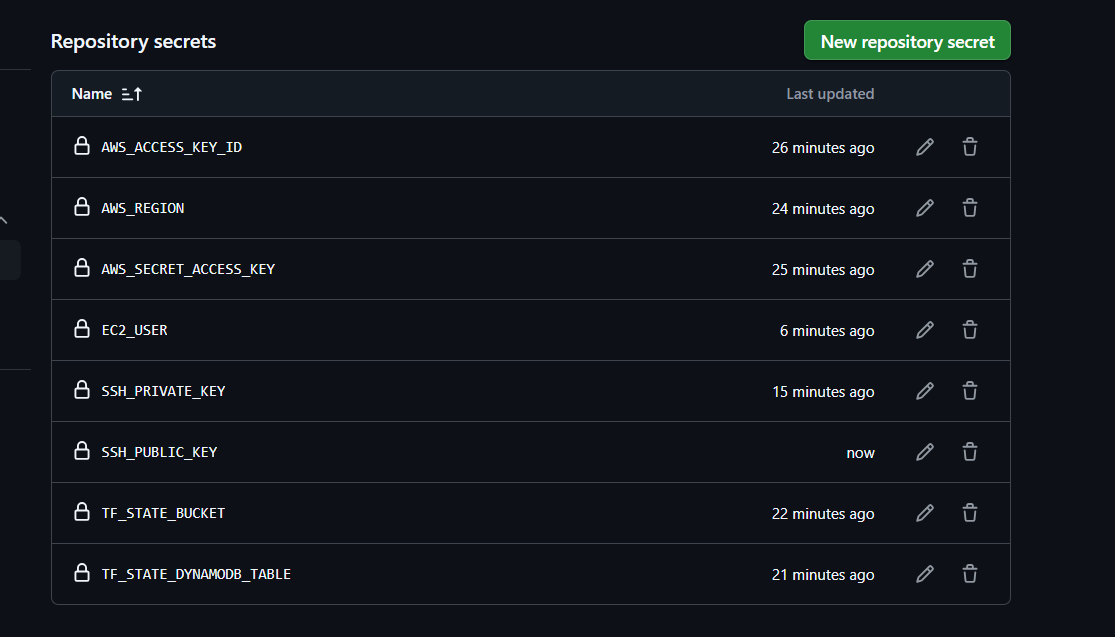 Repository secrets
New repository secret
Name Last updated
AWS_ACCESS_KEY_ID 26 minutes ago
AWS_REGION 24 minutes ago
AWS_SECRET_ACCESS_KEY 25 minutes ago
EC2_USER 6 minutes ago
SSH_PRIVATE_KEY 15 minutes ago
SSH_PUBLIC_KEY now
TF_STATE_BUCKET 22 minutes ago
TF_STATE_DYNAMODB_TABLE 21 minutes ago